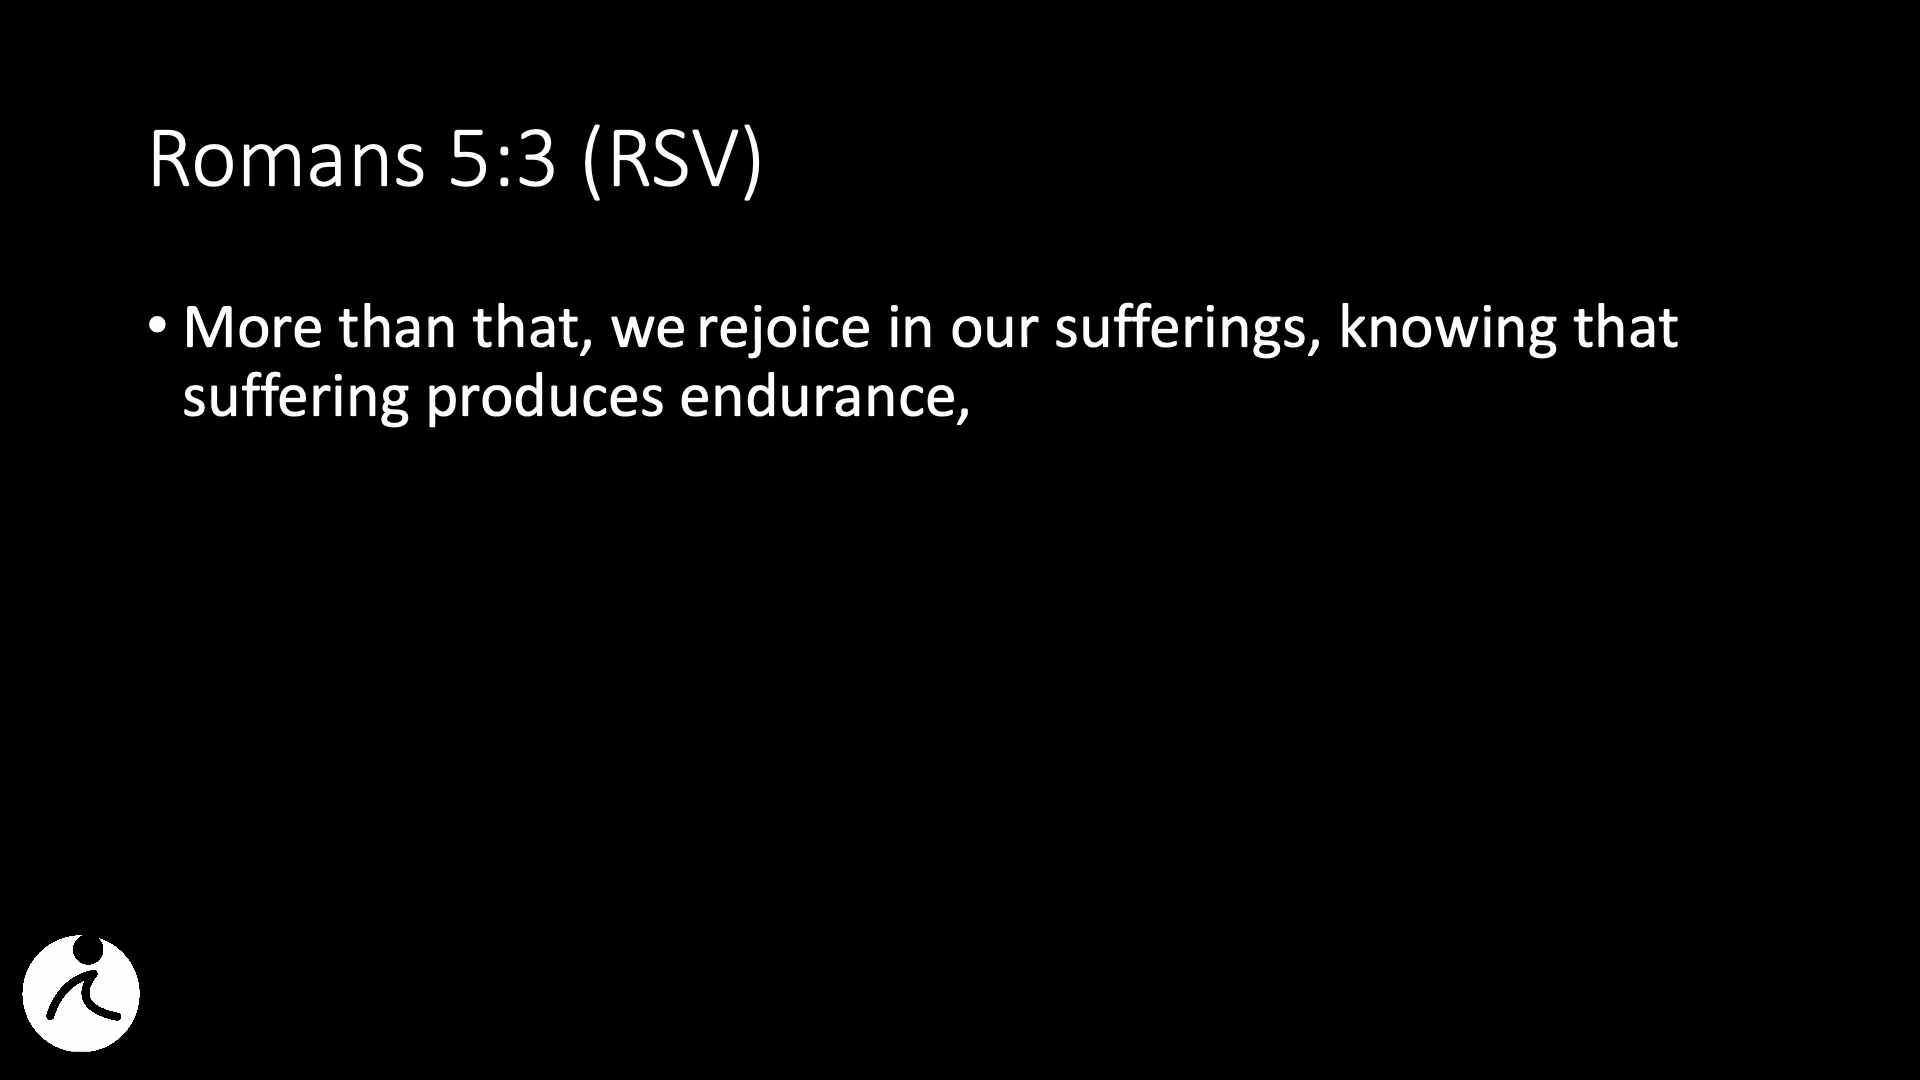 Romans 5:3 (RSV)
• More than that, we rejoice in our sufferings, knowing that
suffering produces endurance,